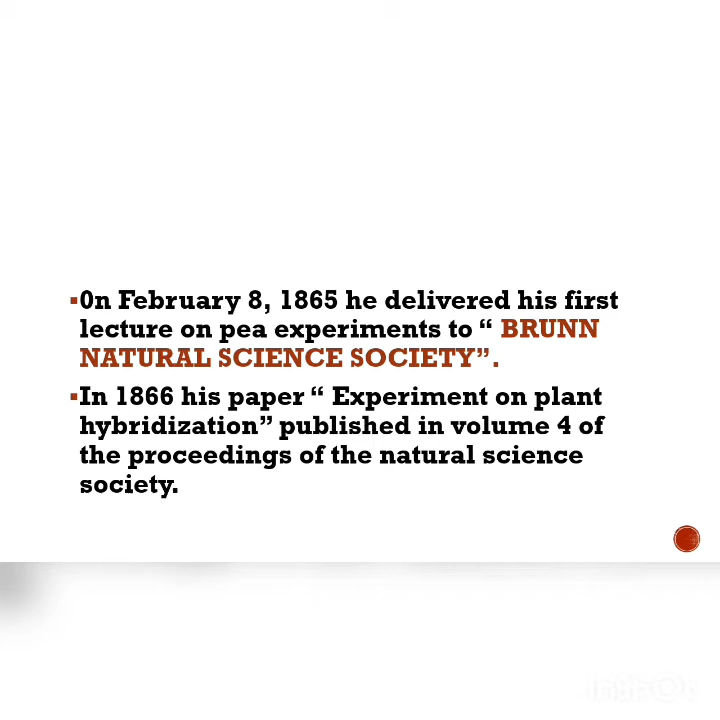 ▪0n February 8, 1865 he delivered his first
lecture on pea experiments to “ BRUNN
NATURAL SCIENCE SOCIETY”.
▪In 1866 his paper “ Experiment on plant
hybridization” published in volume 4 of
the proceedings of the natural science
society.